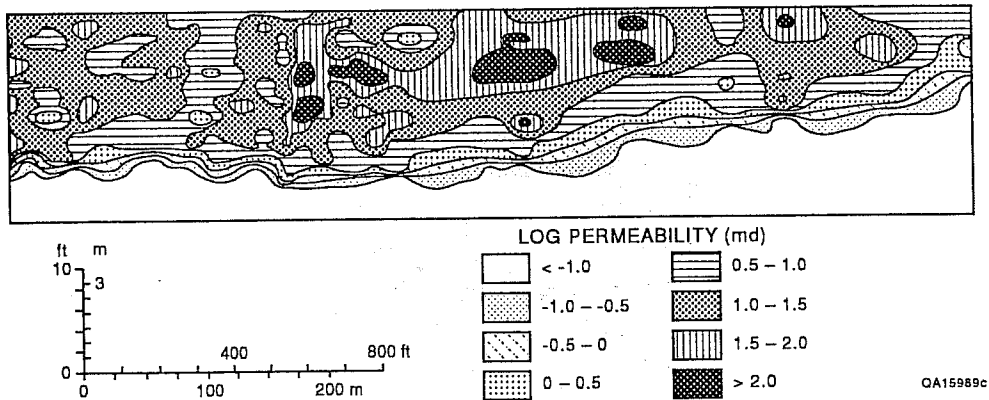 LOG PERMEABILITY (md)
< -1.0
-1.0 – -0.5
-0.5 – 0
0 – 0.5
0.5 – 1.0
1.0 – 1.5
1.5 – 2.0
> 2.0
ft m
10 3
0
400 800 ft
0 100 200 m
QA15989c